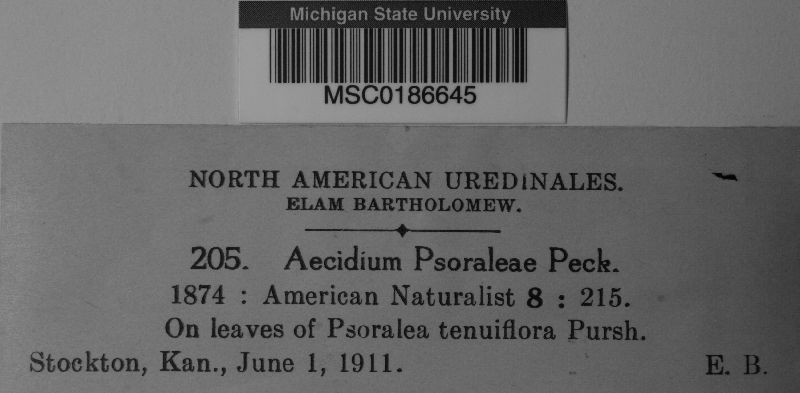 Michigan State University
MSC0186645
NORTH AMERICAN UREDINALES.
ELAM BARTHOLOMEW.
205. Aecidium Psoraleae Peck.
1874 : American Naturalist 8 : 215.
On leaves of Psoralea tenuiflora Pursh.
Stockton, Kan., June 1, 1911. E. B.